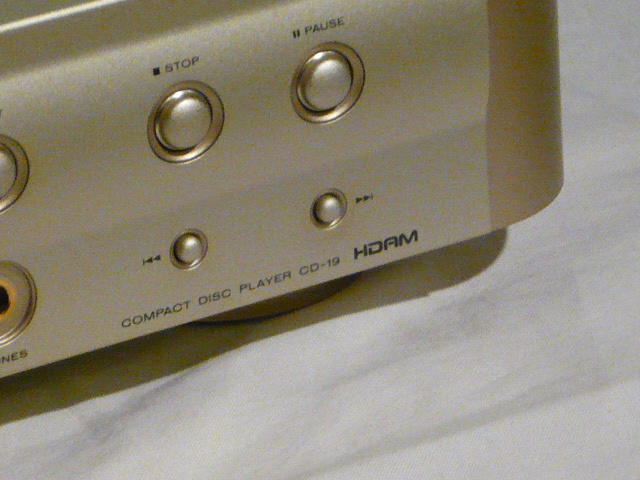 II PAUSE
■ STOP
COMPACT DISC PLAYER CD-19 HDAM
NES